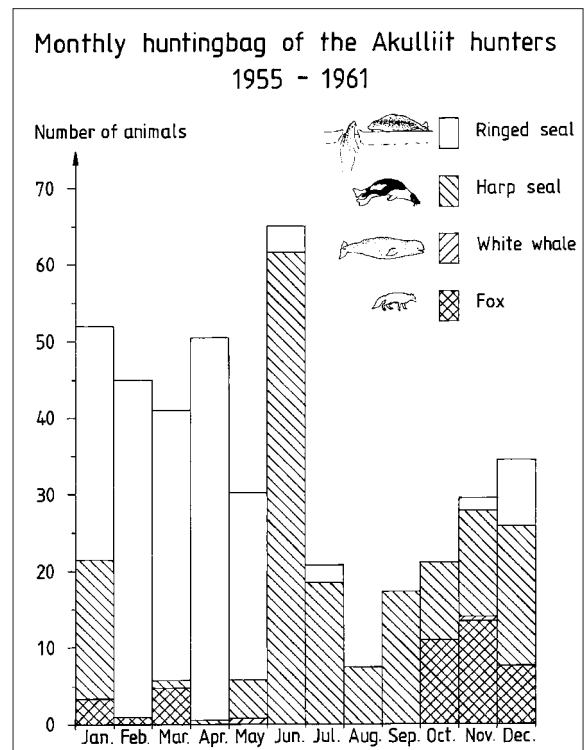 Monthly huntingbag of the Akulliit hunters
1955 - 1961
Number of animals
Ringed seal
Harp seal
White whale
Fox
70
60
50
40
30
20
10
0
Jan. Feb. Mar. Apr. May Jun. Jul. Aug. Sep. Oct. Nov. Dec.